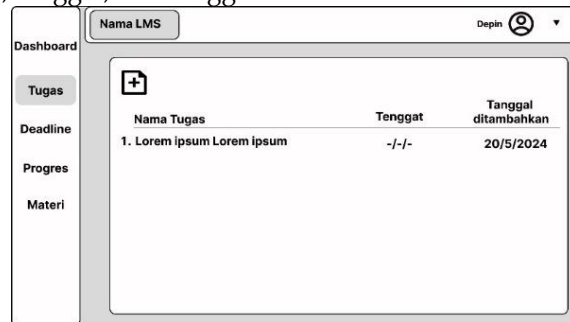 Nama LMS
Depin
Dashboard
Tugas
Deadline
Progres
Materi
Nama Tugas Tenggat Tanggal ditambahkan
1. Lorem ipsum Lorem ipsum -/-/- 20/5/2024